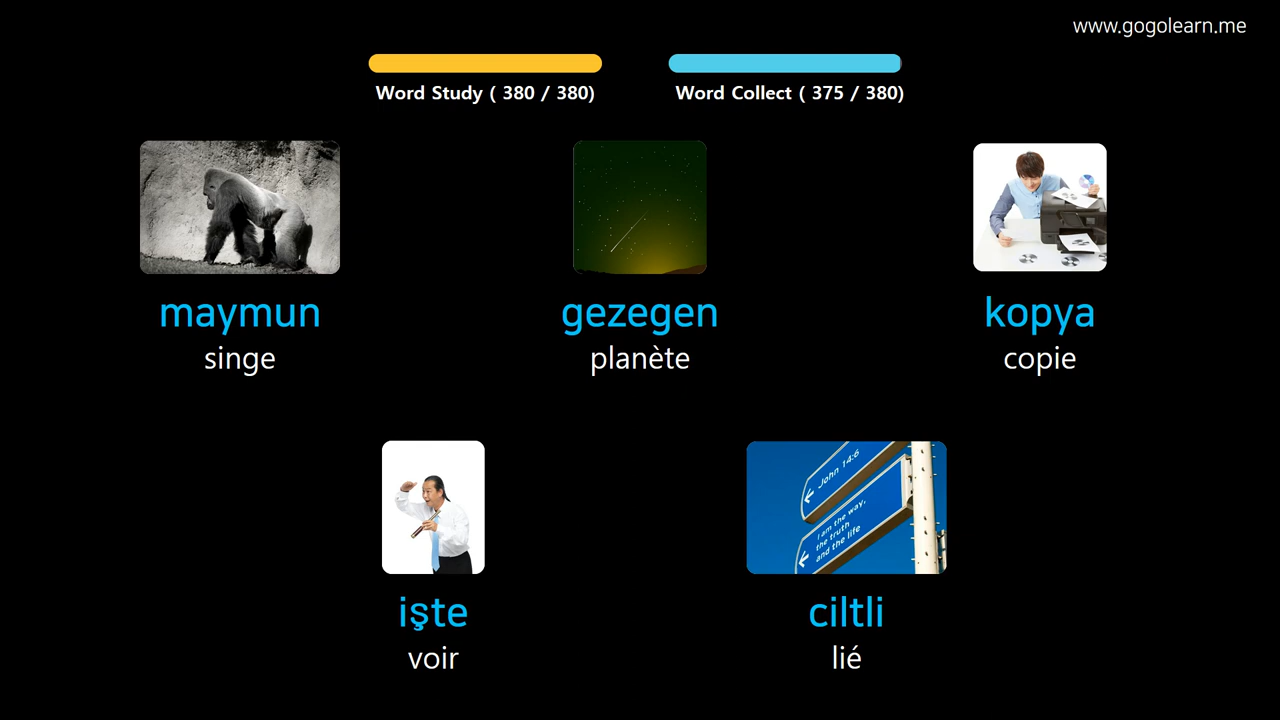 www.gogolearn.me
Word Study ( 380 / 380)
Word Collect ( 375 / 380)
maymun
singe
gezegen
planète
kopya
copie
John 14:6
I am the way,
the truth
and the life
işte
voir
ciltli
lié